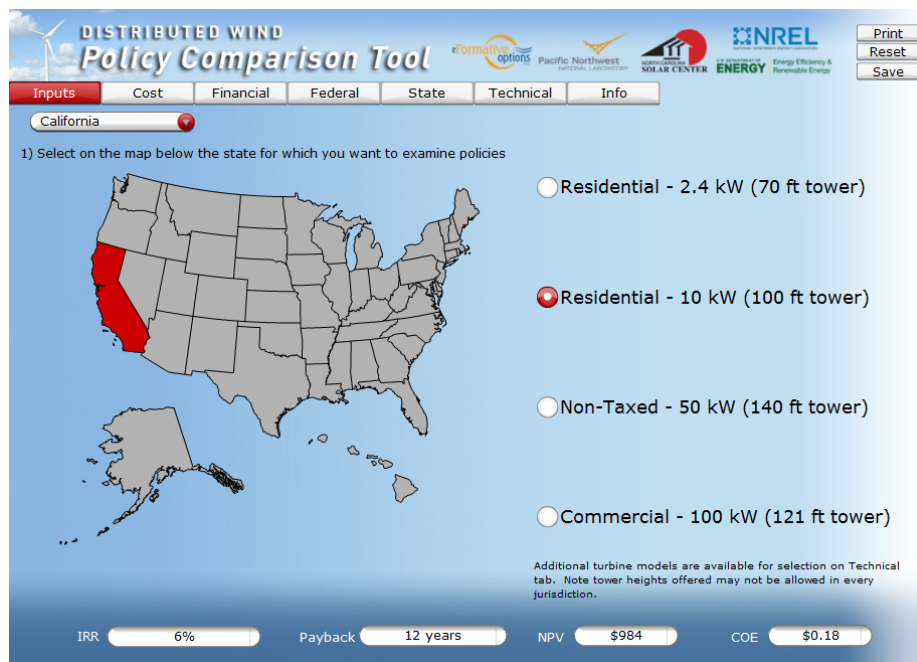 DISTRIBUTED WIND
Policy Comparison Tool
eFormative options
Pacific Northwest
NATIONAL LABORATORY
NORTH CAROLINA
SOLAR CENTER
NREL
NATIONAL RENEWABLE ENERGY LABORATORY
U.S. DEPARTMENT OF
ENERGY
Energy Efficiency &
Renewable Energy
Print
Reset
Save
Inputs
Cost
Financial
Federal
State
Technical
Info
California
1) Select on the map below the state for which you want to examine policies
Residential - 2.4 kW (70 ft tower)
Residential - 10 kW (100 ft tower)
Non-Taxed - 50 kW (140 ft tower)
Commercial - 100 kW (121 ft tower)
Additional turbine models are available for selection on Technical
tab. Note tower heights offered may not be allowed in every
jurisdiction.
IRR 6%
Payback 12 years
NPV $984
COE $0.18